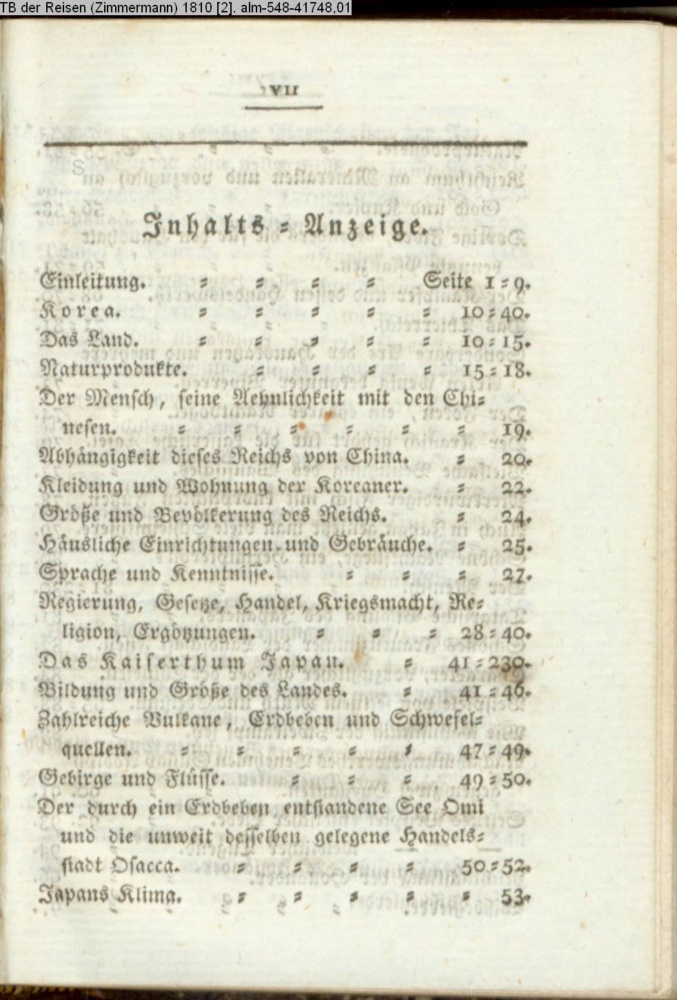 TB der Reisen (Zimmermann) 1810 [2]. alm-548-41748,01
VII
Inhalts = Anzeige.
Einleitung. = = = = Seite 1 = 9.
Korea. = = = = = 10 = 40.
Das Land. = = = = = 10 = 15.
Naturprodukte. = = = = 15 = 18.
Der Mensch, seine Aehnlichkeit mit den Chi=
nesen. = = = = = = 19.
Abhängigkeit dieses Reichs von China. = 20.
Kleidung und Wohnung der Koreaner. = 22.
Größe und Bevölkerung des Reichs. = 24.
Häusliche Einrichtungen und Gebräuche. = 25.
Sprache und Kenntnisse. = = = 27.
Regierung, Gesetze, Handel, Kriegsmacht, Re=
ligion, Ergötzungen. = = = 28 = 40.
Das Kaiserthum Japan. = 41 = 230.
Bildung und Größe des Landes. = 41 = 46.
Zahlreiche Vulkane, Erdbeben und Schwefel=
quellen. = = = = = 47 = 49.
Gebirge und Flüsse. = = = 49 = 50.
Der durch ein Erdbeben entstandene See Omi
und die unweit desselben gelegene Handels=
stadt Osacca. = = = = 50 = 52.
Japans Klima. = = = = = 53.